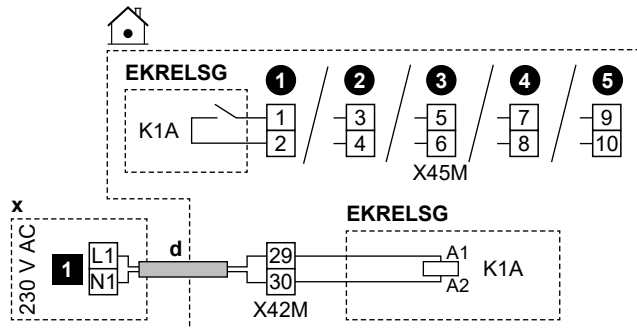 EKRELSG
1 2 3 4 5
K1A
1 3 5 7 9
2 4 6 8 10
X45M
x
EKRELSG
230 V AC
1
L1
N1
d
29
30
X42M
A1
A2
K1A